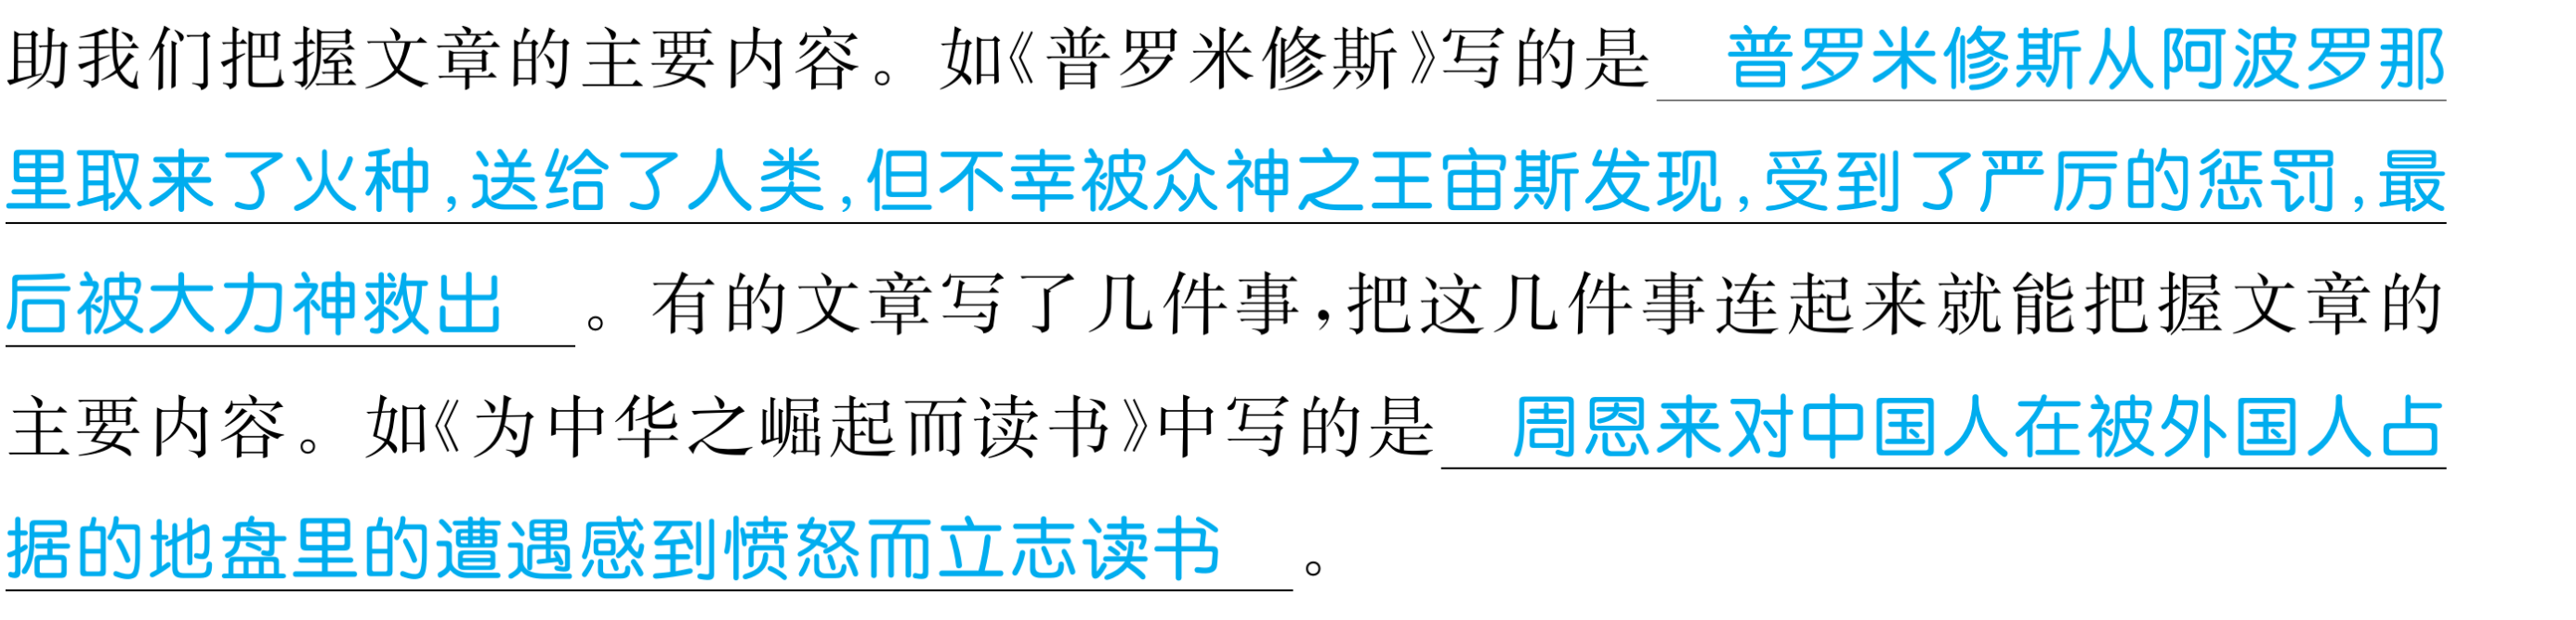 助我们把握文章的主要内容。如《普罗米修斯》写的是 普罗米修斯从阿波罗那
里取来了火种,送给了人类,但不幸被众神之王宙斯发现,受到了严厉的惩罚,最
后被大力神救出 。有的文章写了几件事,把这几件事连起来就能把握文章的
主要内容。如《为中华之崛起而读书》中写的是 周恩来对中国人在被外国人占
据的地盘里的遭遇感到愤怒而立志读书 。